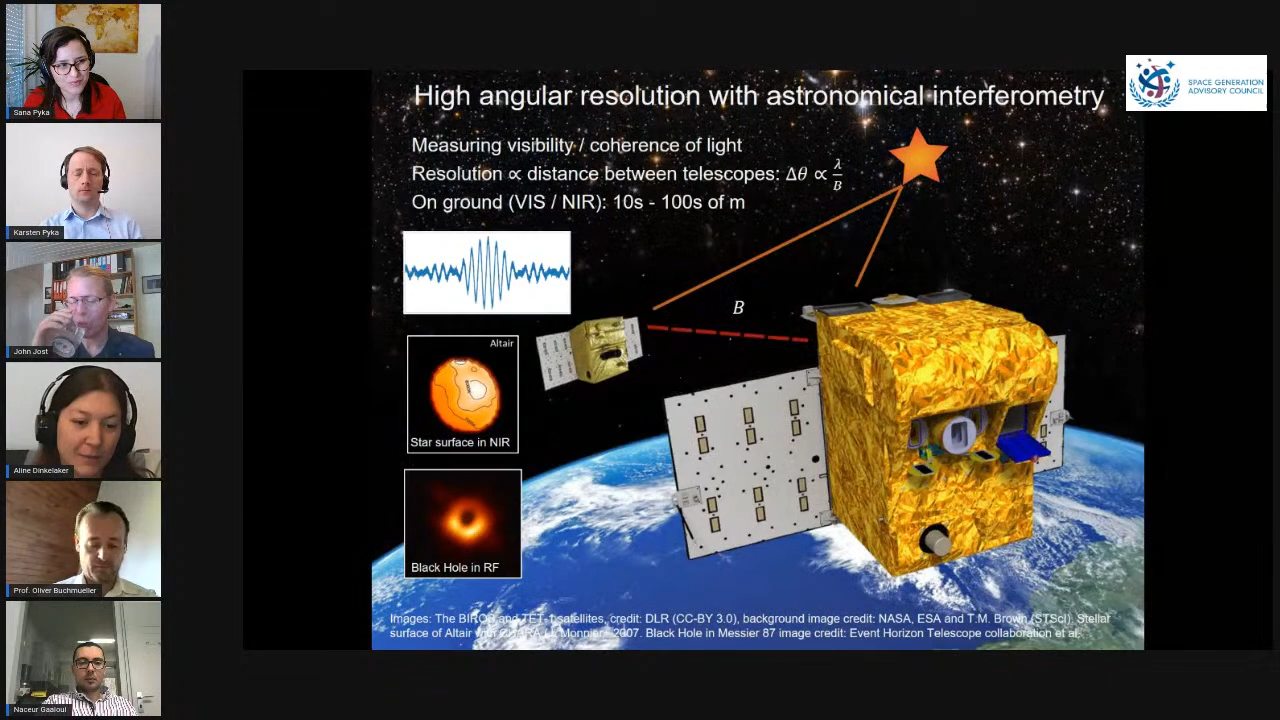 Sana Pyka
Karsten Pyka
John Jost
Aline Dinkelaker
Prof. Oliver Buchmueller
Naceur Gaaloul
SPACE GENERATION
ADVISORY COUNCIL
High angular resolution with astronomical interferometry
Measuring visibility / coherence of light
Resolution ∝ distance between telescopes: Δθ ∝ λ/B
On ground (VIS / NIR): 10s - 100s of m
B
Altair
Star surface in NIR
Black Hole in RF
Images: The BIROS and TET-1 satellites, credit: DLR (CC-BY 3.0), background image credit: NASA, ESA and T.M. Brown (STScI). Stellar
surface of Altair with CHARA, J. Monnier 2007. Black Hole in Messier 87 image credit: Event Horizon Telescope collaboration et al.